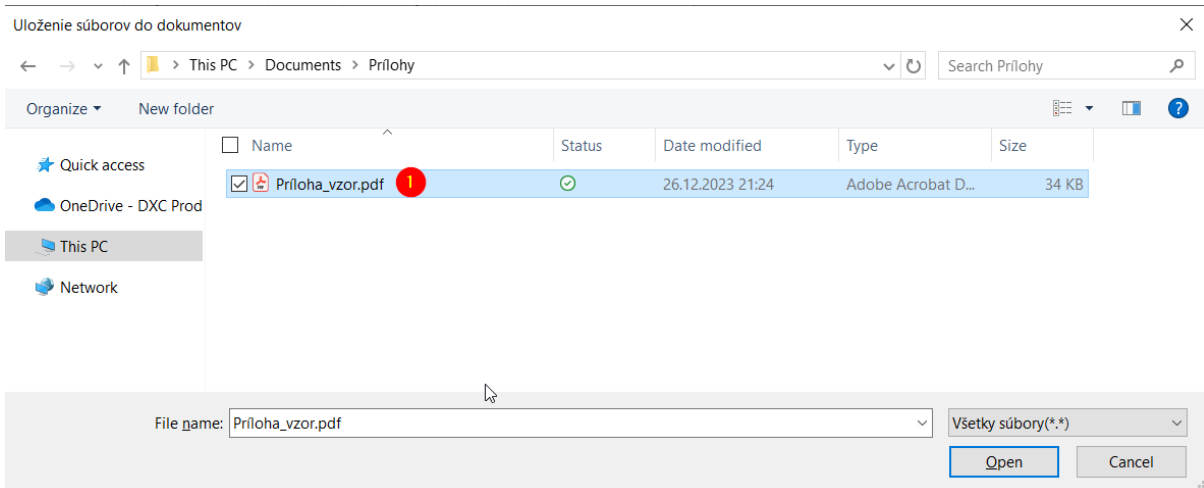 Uloženie súborov do dokumentov
This PC > Documents > Prílohy
Search Prílohy
Organize New folder
Name Status Date modified Type Size
Quick access
Príloha_vzor.pdf 1 26.12.2023 21:24 Adobe Acrobat D... 34 KB
OneDrive - DXC Prod
This PC
Network
File name: Príloha_vzor.pdf Všetky súbory(*.*)
Open Cancel